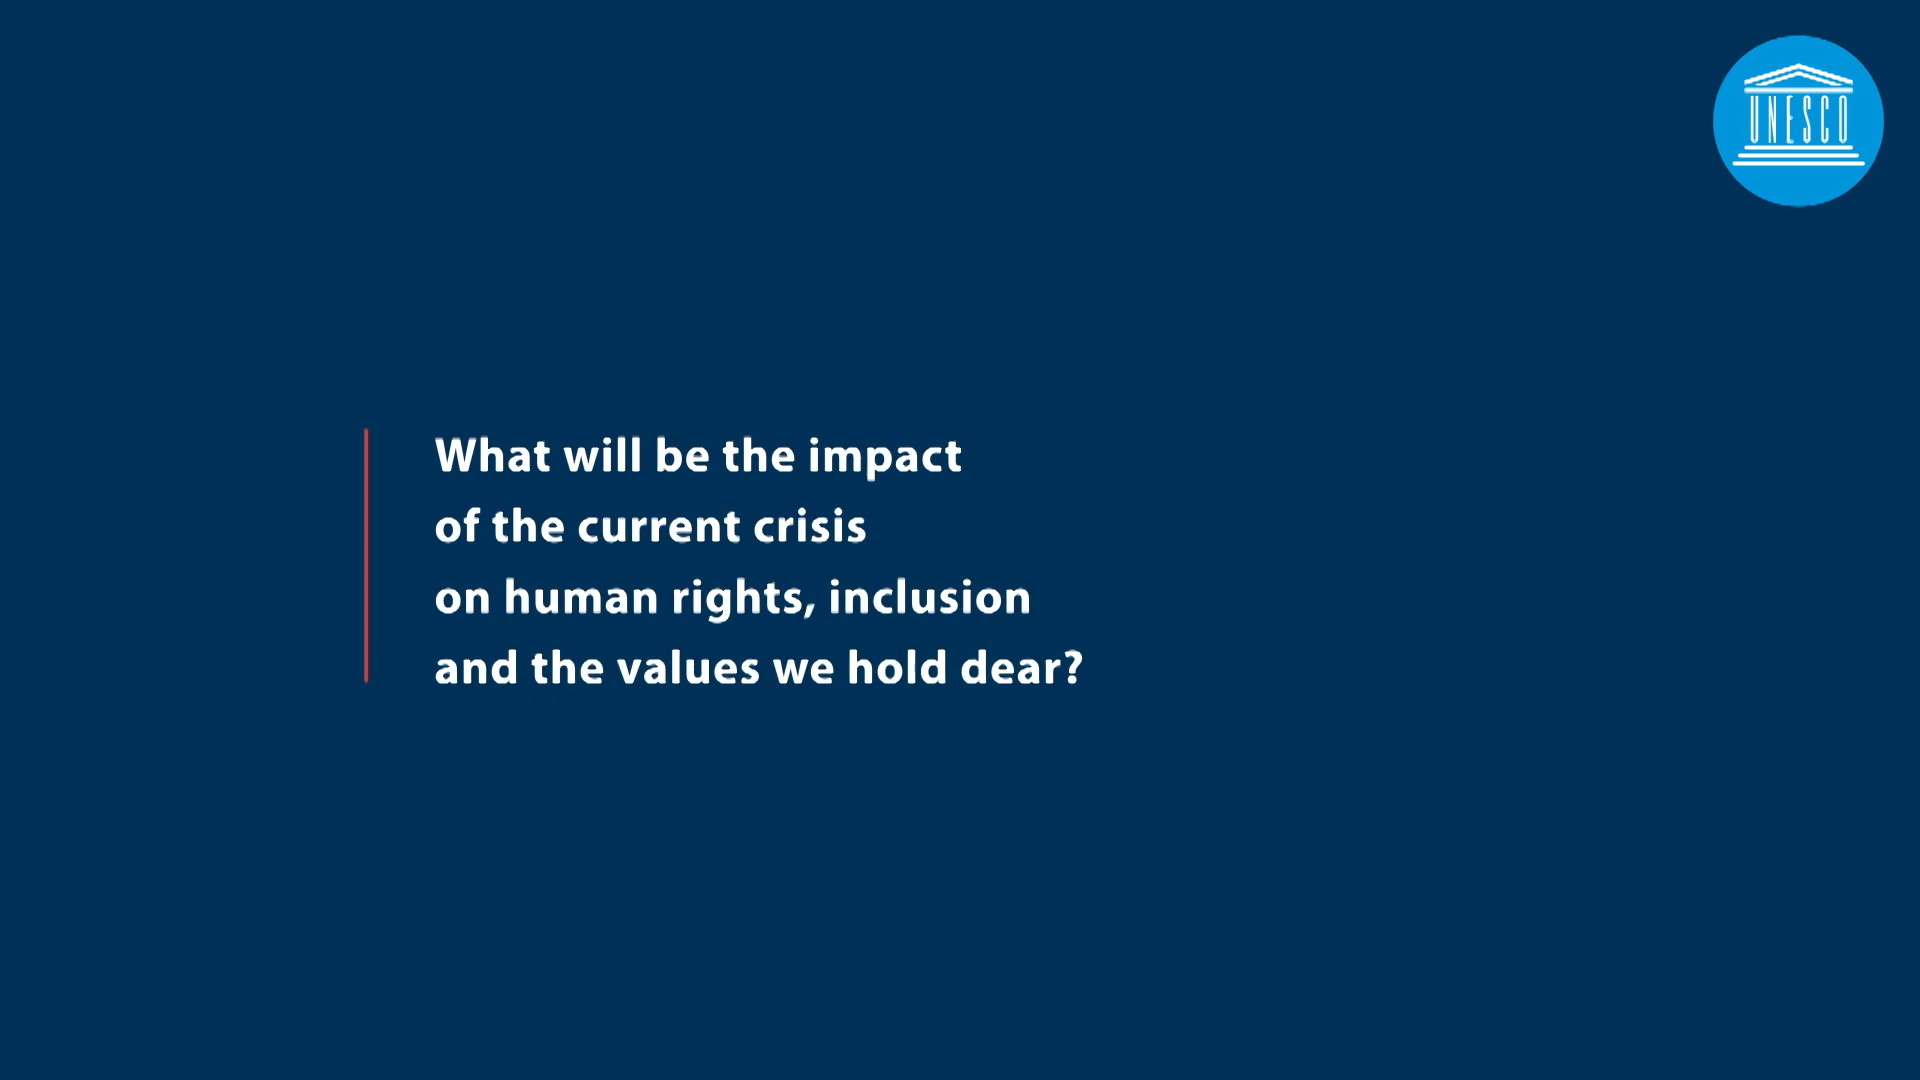 UNESCO
What will be the impact
of the current crisis
on human rights, inclusion
and the values we hold dear?